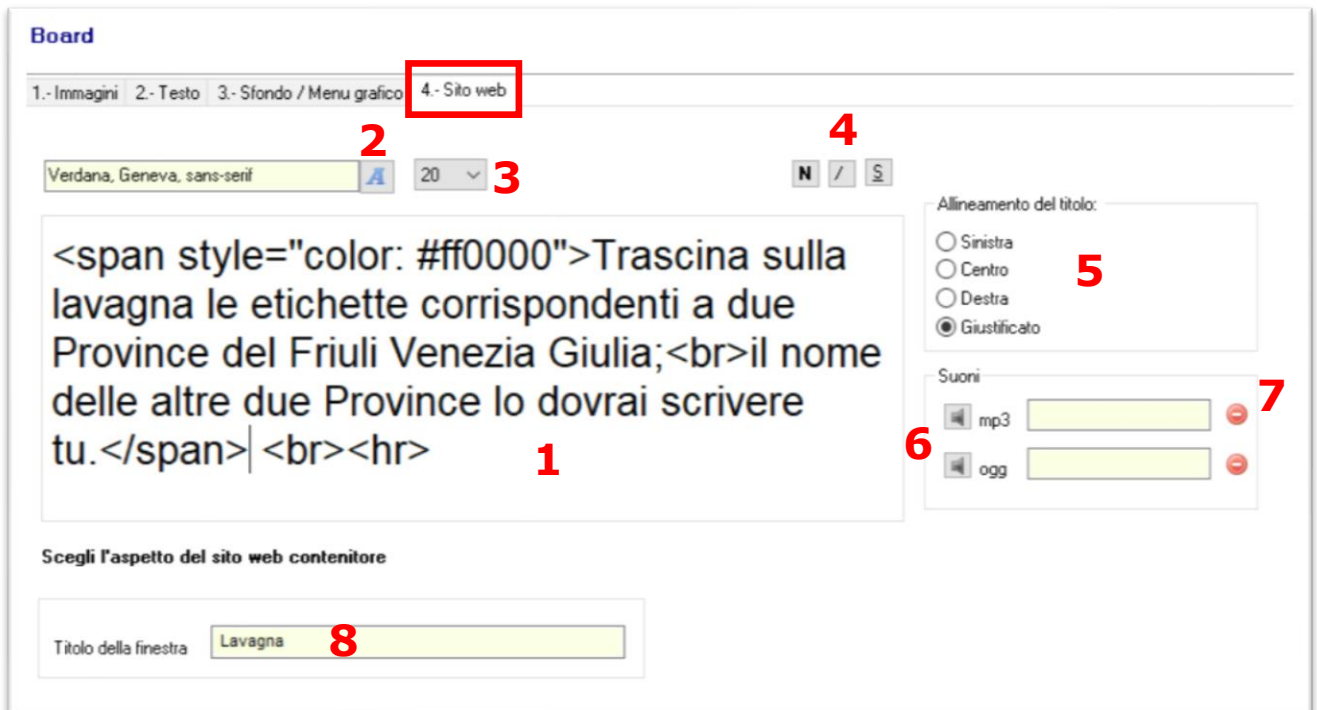 Board
1.- Immagini 2.- Testo 3.- Sfondo / Menu grafico 4.- Sito web
2
3
4
Verdana, Geneva, sans-serif A 20 N / S
<span style="color: #ff0000">Trascina sulla
lavagna le etichette corrispondenti a due
Province del Friuli Venezia Giulia;<br>il nome
delle altre due Province lo dovrai scrivere
tu.</span> <br><hr>
1
Allineamento del titolo:
Sinistra
Centro
Destra
Giustificato
5
Suoni
7
mp3
6
ogg
Scegli l'aspetto del sito web contenitore
Titolo della finestra Lavagna 8